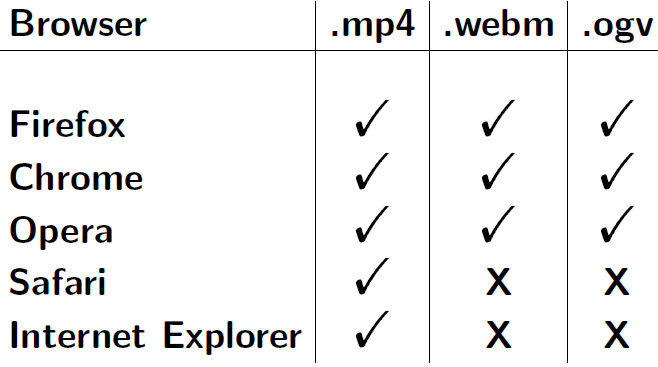 Browser .mp4 .webm .ogv
Firefox ✓ ✓ ✓
Chrome ✓ ✓ ✓
Opera ✓ ✓ ✓
Safari ✓ X X
Internet Explorer ✓ X X